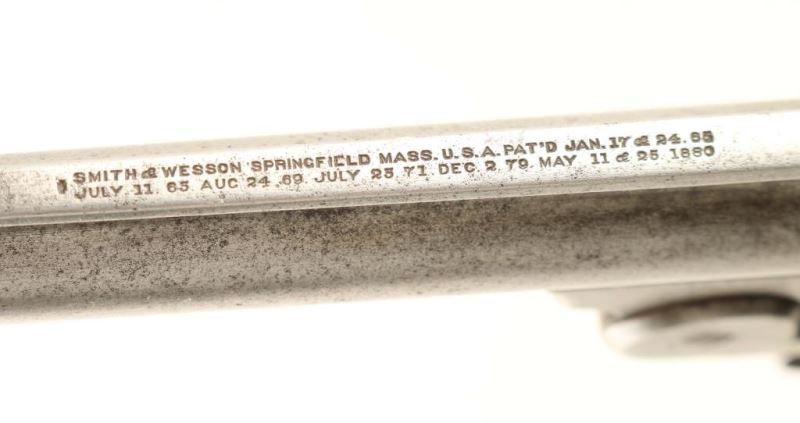 SMITH & WESSON SPRINGFIELD MASS. U.S.A. PAT'D JAN. 17 & 24. 65
JULY 11 65 AUG 24. 69 JULY 25 71 DEC 2 79 MAY 11 & 25. 1880